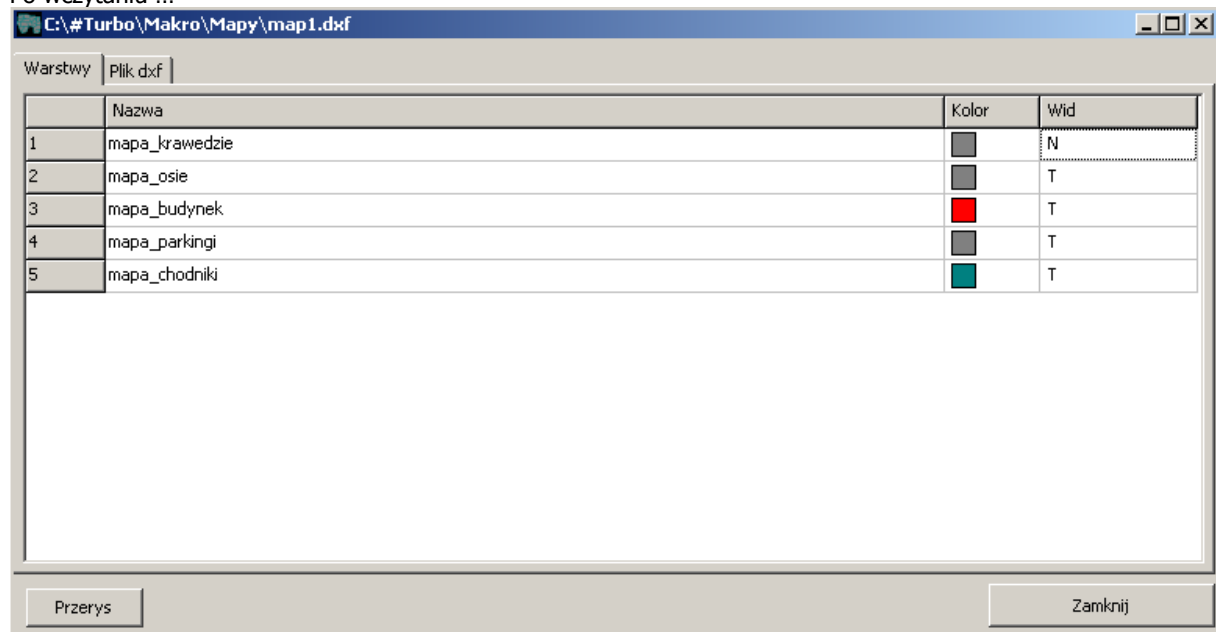 C:\#Turbo\Makro\Mapy\map1.dxf
Warstwy Plik dxf
Nazwa Kolor Wid
1 mapa_krawedzie N
2 mapa_osie T
3 mapa_budynek T
4 mapa_parkingi T
5 mapa_chodniki T
Przerys Zamknij